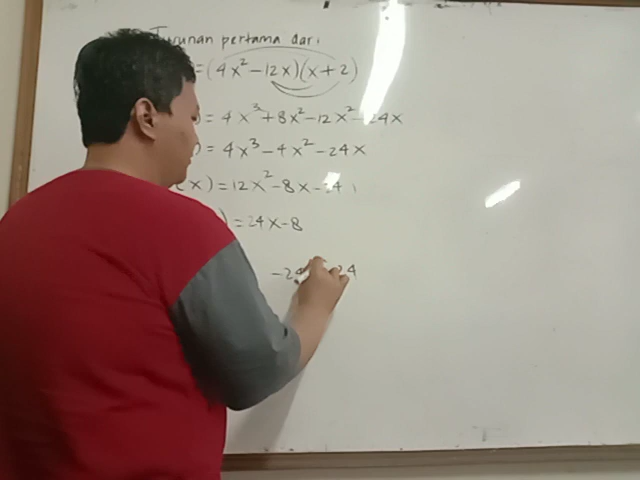 Turunan pertama dari
= (4x² - 12x)(x + 2)
) = 4x³ + 8x² - 12x² - 24x
) = 4x³ - 4x² - 24x
(x) = 12x² - 8x - 24
) = 24x - 8
-24 24